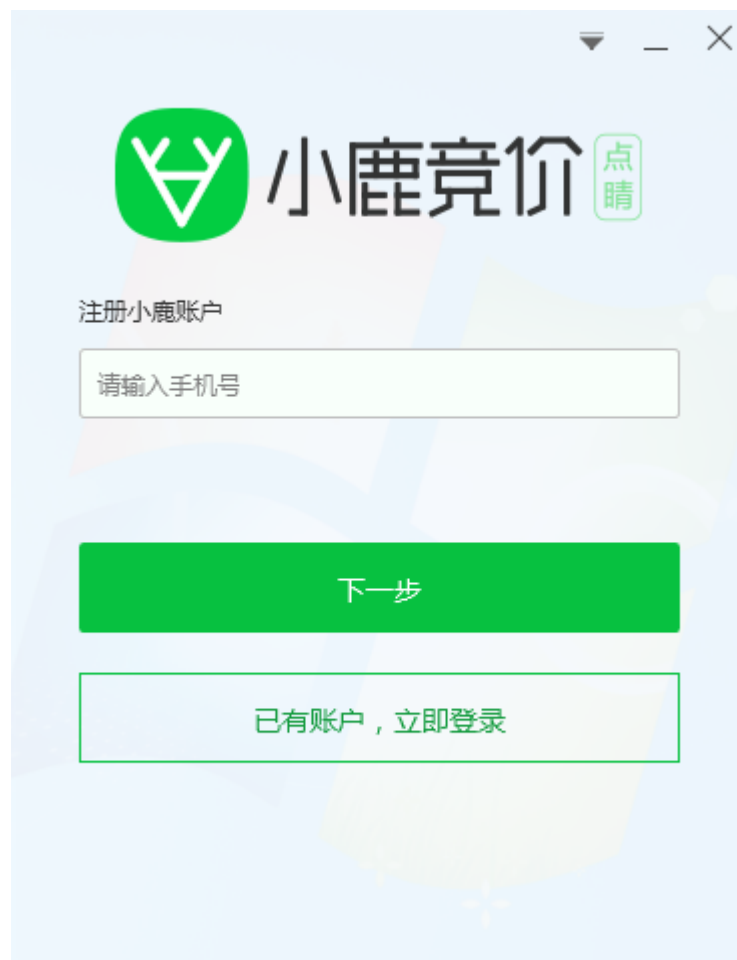 小鹿竞价
点睛
注册小鹿账户
请输入手机号
下一步
已有账户，立即登录